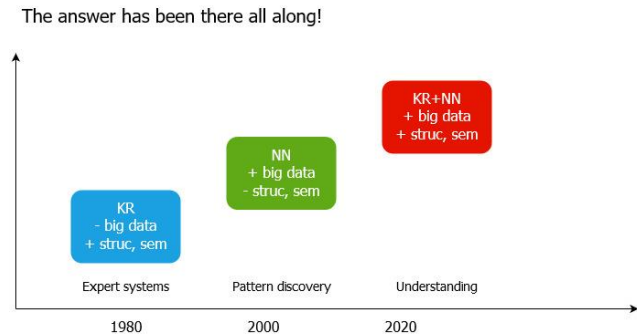 The answer has been there all along!
KR+NN
+ big data
+ struc, sem
NN
+ big data
- struc, sem
KR
- big data
+ struc, sem
Expert systems
Pattern discovery
Understanding
1980
2000
2020